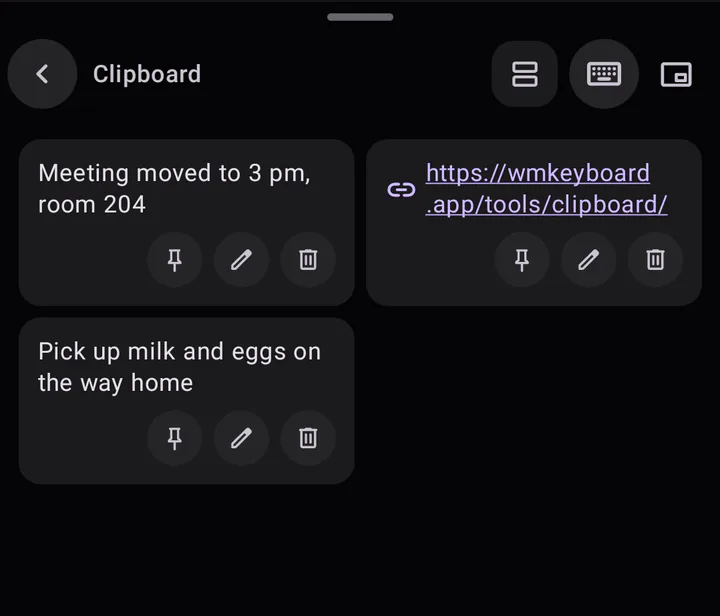 Clipboard
Meeting moved to 3 pm,
room 204
https://wmkeyboard
.app/tools/clipboard/
Pick up milk and eggs on
the way home